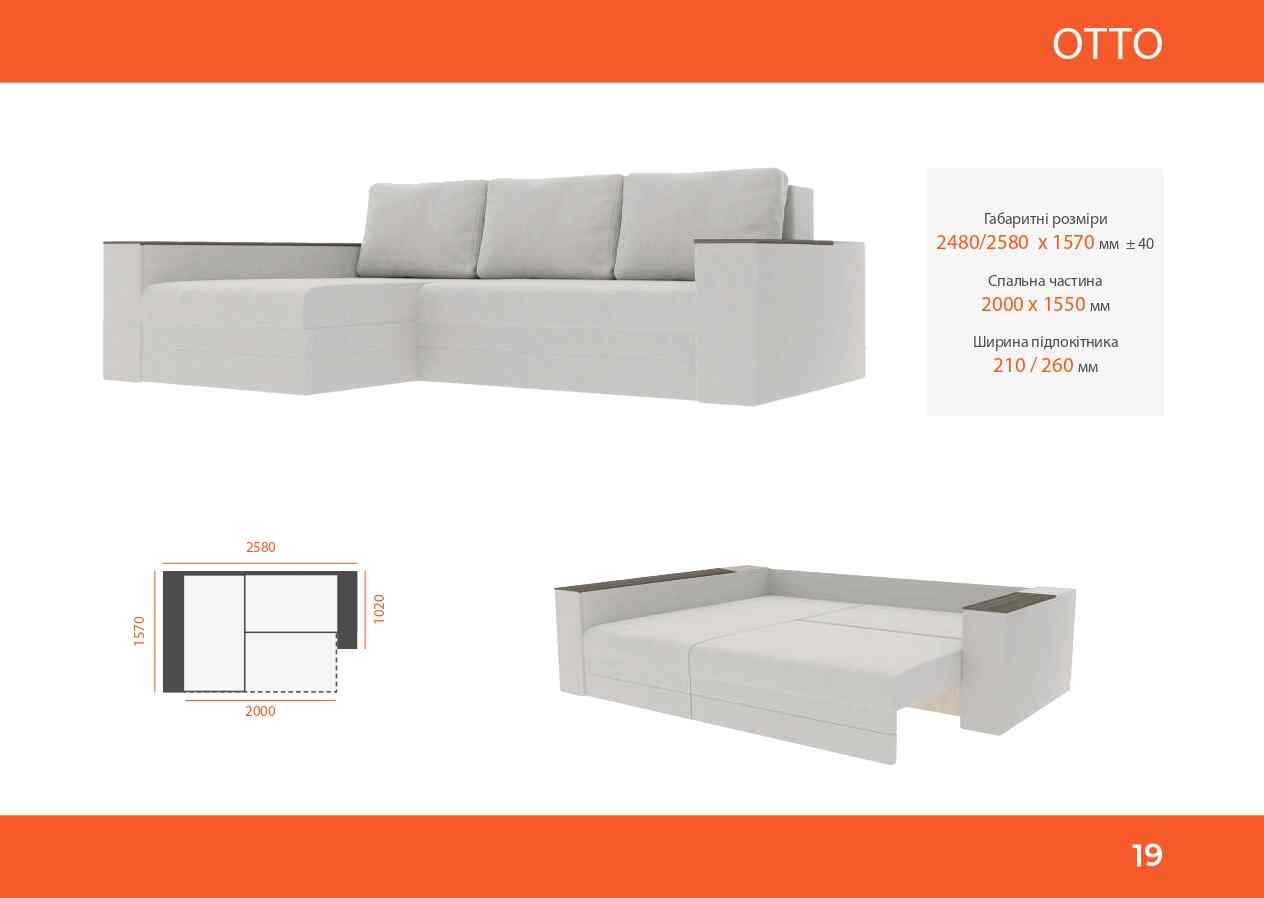 OTTO
Габаритні розміри
2480/2580 x 1570 мм ± 40
Спальна частина
2000 x 1550 мм
Ширина підлокітника
210 / 260 мм
2580
1570
1020
2000
19